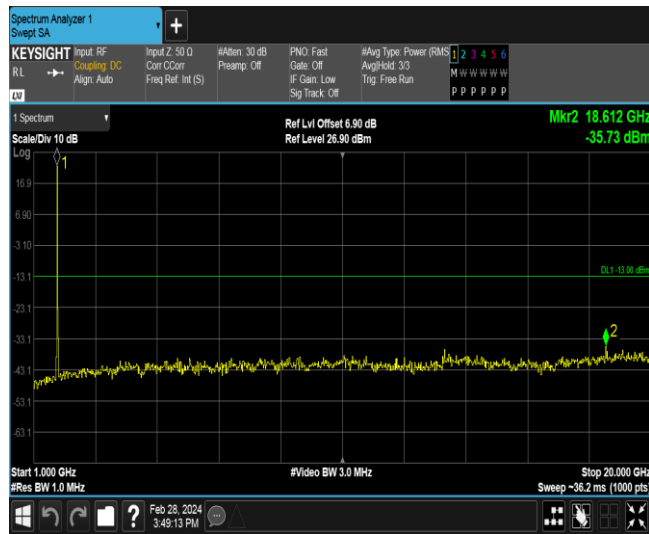 Spectrum Analyzer 1
Swept SA
+
KEYSIGHT
RL
LXI
Input: RF
Coupling: DC
Align: Auto
Input Z: 50 Ω
Corr CCorr
Freq Ref: Int (S)
#Atten: 30 dB
Preamp: Off
PNO: Fast
Gate: Off
IF Gain: Low
Sig Track: Off
#Avg Type: Power (RMS
Avg|Hold: 3/3
Trig: Free Run
1 2 3 4 5 6
M W W W W W
P P P P P P
1 Spectrum
Scale/Div 10 dB
Ref Lvl Offset 6.90 dB
Ref Level 26.90 dBm
Mkr2 18.612 GHz
-35.73 dBm
Log
1
16.9
6.90
-3.10
-13.1
DL1 -13.00 dBm
-23.1
-33.1
2
-43.1
-53.1
-63.1
Start 1.000 GHz
#Video BW 3.0 MHz
Stop 20.000 GHz
#Res BW 1.0 MHz
Sweep ~36.2 ms (1000 pts
?
Feb 28, 2024
3:49:13 PM